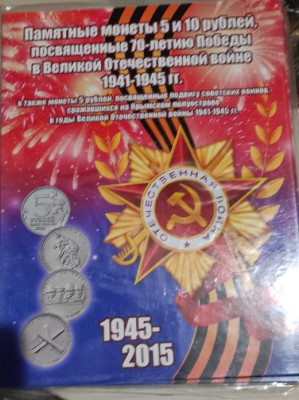 Памятные монеты 5 и 10 рублей,
посвященные 70-летию Победы
в Великой Отечественной войне
1941-1945 гг.
а также монеты 5 рублей, посвященные подвигу советских воинов,
сражавшихся на Крымском полуострове
в годы Великой Отечественной войны 1941-1945 гг.
ОТЕЧЕСТВЕННАЯ ВОЙНА
5
РУБЛЕЙ
1945-
2015